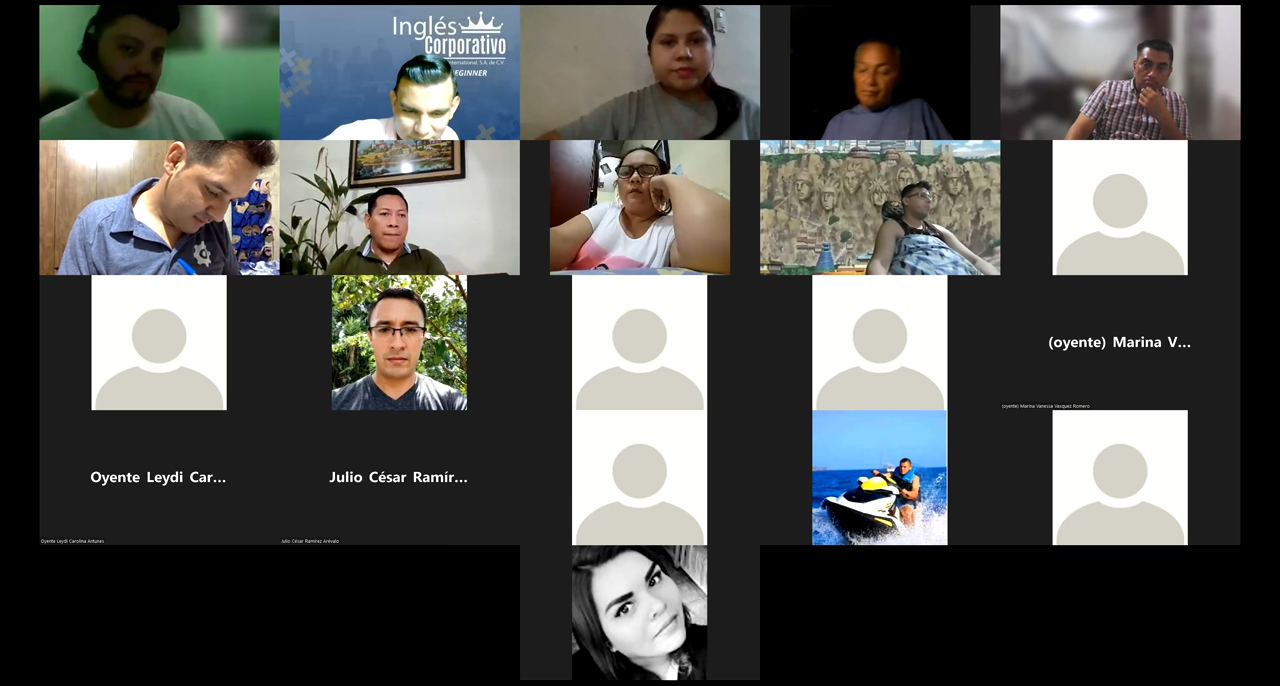 Inglés
Corporativo
International, S.A. de C.V.
EGINNER
(oyente) Marina V...
(oyente) Marina Vanessa Vasquez Romero
Oyente Leydi Car...
Julio César Ramír...
Oyente Leydi Carolina Antunes
Julio César Ramírez Arévalo